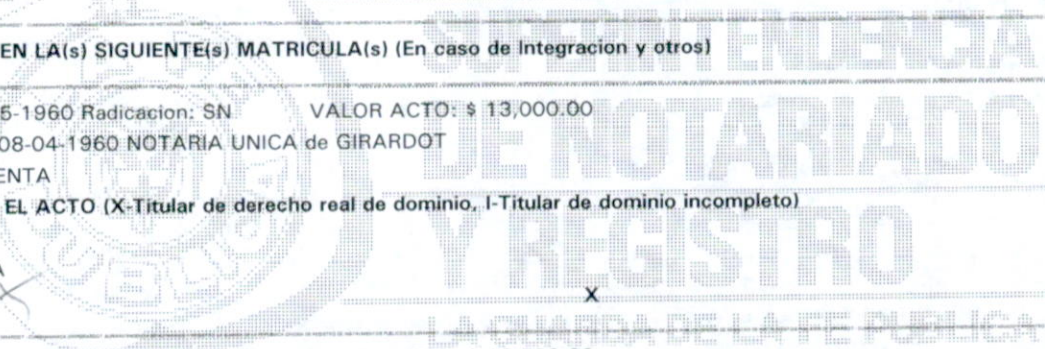 EN LA(s) SIGUIENTE(s) MATRICULA(s) (En caso de Integracion y otros)
SUPERINTENDENCIA
5-1960 Radicacion: SN VALOR ACTO: $ 13,000.00
08-04-1960 NOTARIA UNICA de GIRARDOT
DE NOTARIADO
ENTA
EL ACTO (X-Titular de derecho real de dominio, I-Titular de dominio incompleto)
Y REGISTRO
X
LA GUARDA DE LA FE PUBLICA